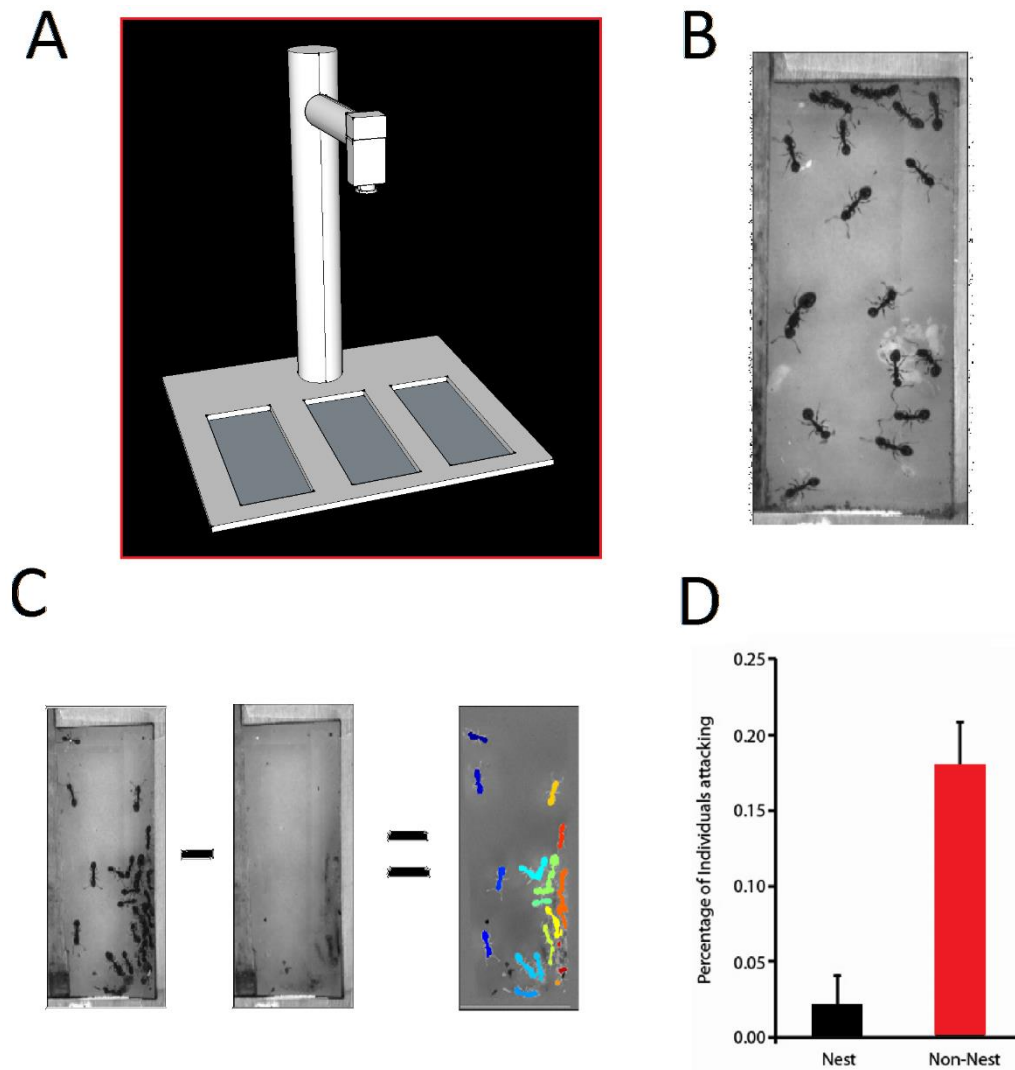 A
B
C
D
Percentage of Individuals attacking
0.25
0.20
0.15
0.10
0.05
0.00
Nest Non-Nest